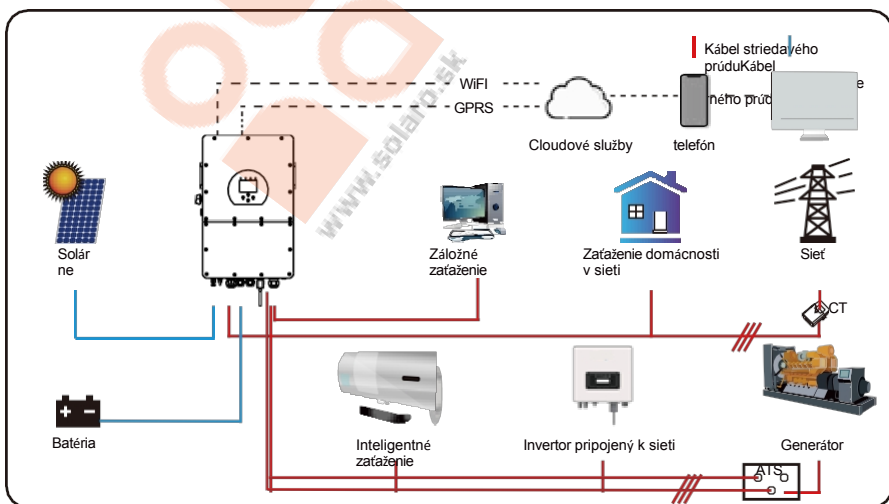 Kábel striedavého
prúduKábel
ného prúdu
WiFI
GPRS
Cloudové služby
telefón
www.solaro.sk
Solár
ne
Záložné
zaťaženie
Zaťaženie domácnosti
v sieti
Sieť
CT
Batéria
Inteligentné
zaťaženie
Invertor pripojený k sieti
Generátor
ATS